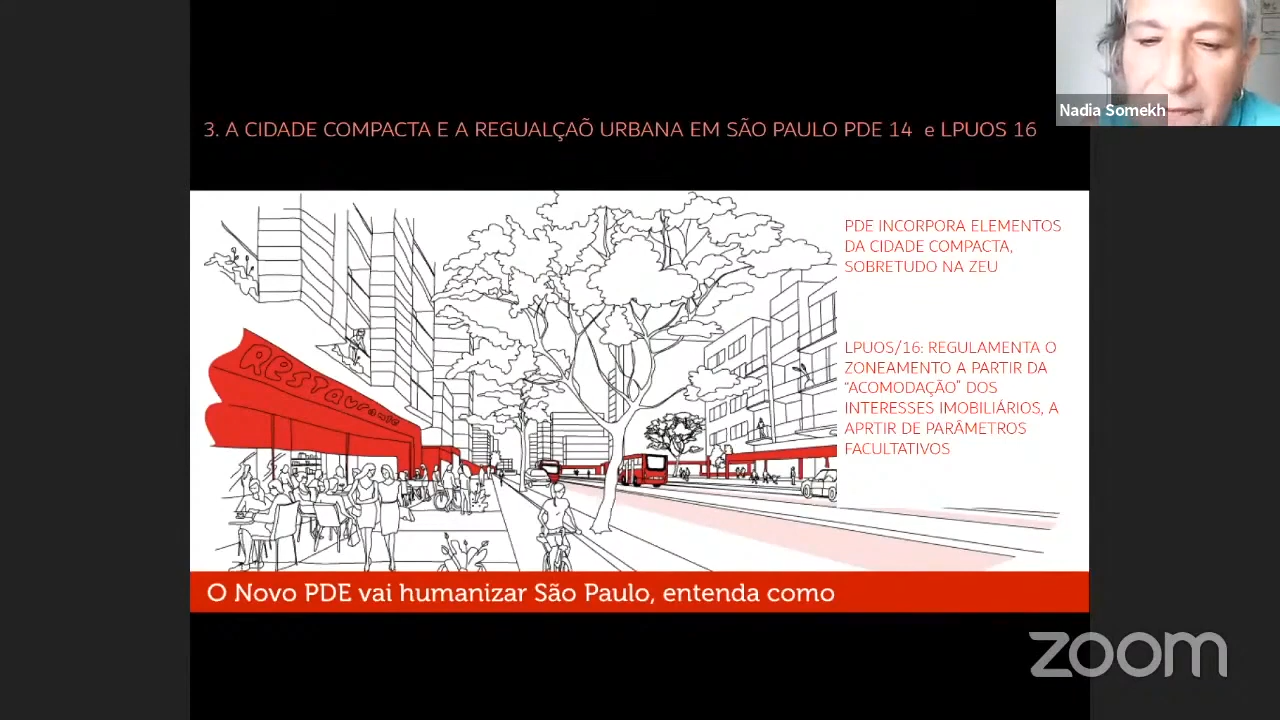 Nadia Somekh
3. A CIDADE COMPACTA E A REGUALÇAÕ URBANA EM SÃO PAULO PDE 14 e LPUOS 16
PDE INCORPORA ELEMENTOS
DA CIDADE COMPACTA,
SOBRETUDO NA ZEU
LPUOS/16: REGULAMENTA O
ZONEAMENTO A PARTIR DA
“ACOMODAÇÃO” DOS
INTERESSES IMOBILIÁRIOS, A
APRTIR DE PARÂMETROS
FACULTATIVOS
Restaurante
O Novo PDE vai humanizar São Paulo, entenda como
zoom